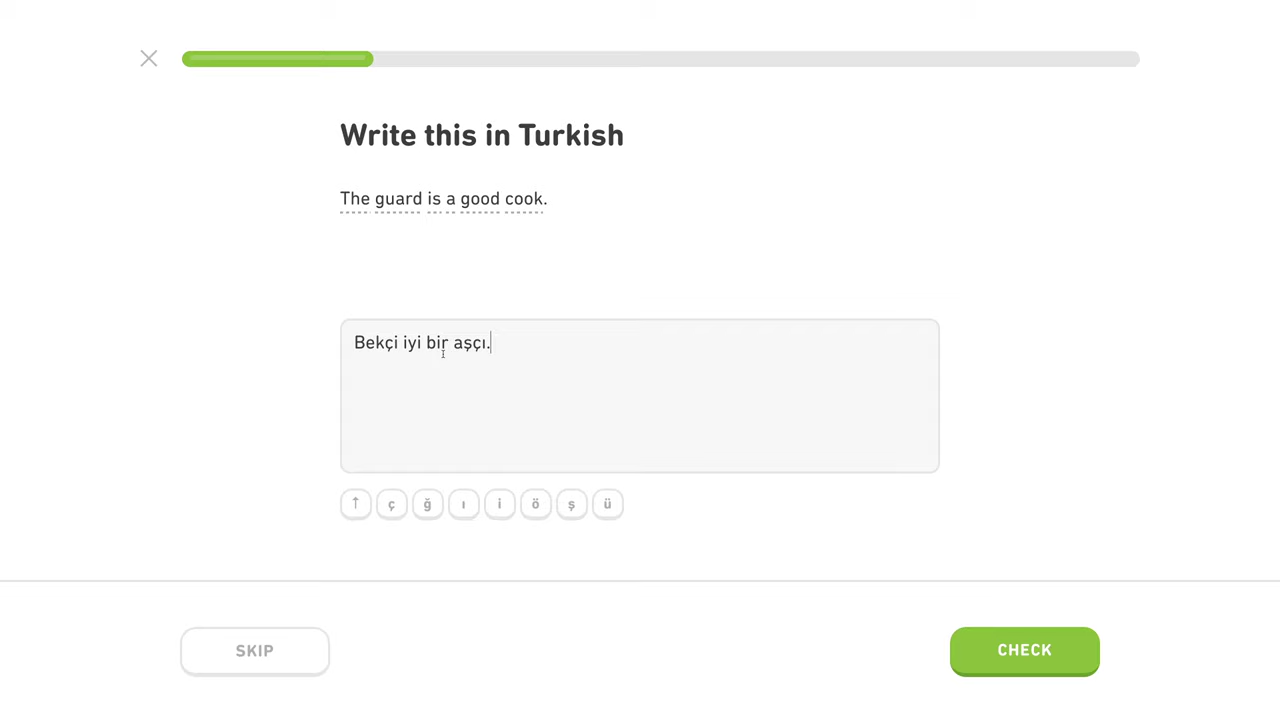 Write this in Turkish
The guard is a good cook.
Bekçi iyi bir aşçı.
↑ ç ğ ı i ö ş ü
SKIP
CHECK